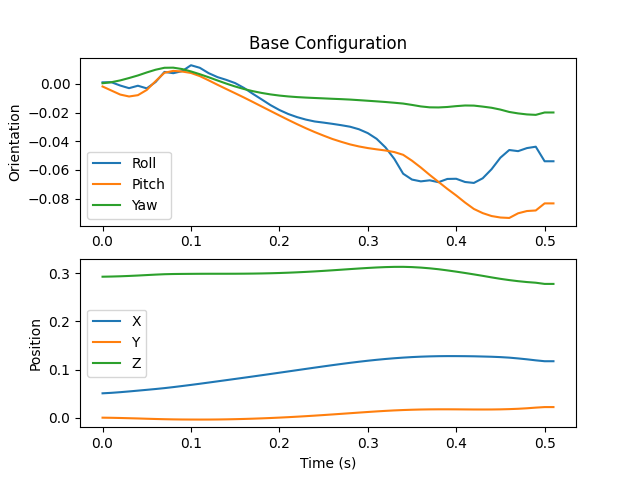 Base Configuration
0.00
−0.02
−0.04
−0.06
−0.08
Orientation
Roll
Pitch
Yaw
0.0 0.1 0.2 0.3 0.4 0.5
0.3
0.2
0.1
0.0
Position
X
Y
Z
0.0 0.1 0.2 0.3 0.4 0.5
Time (s)